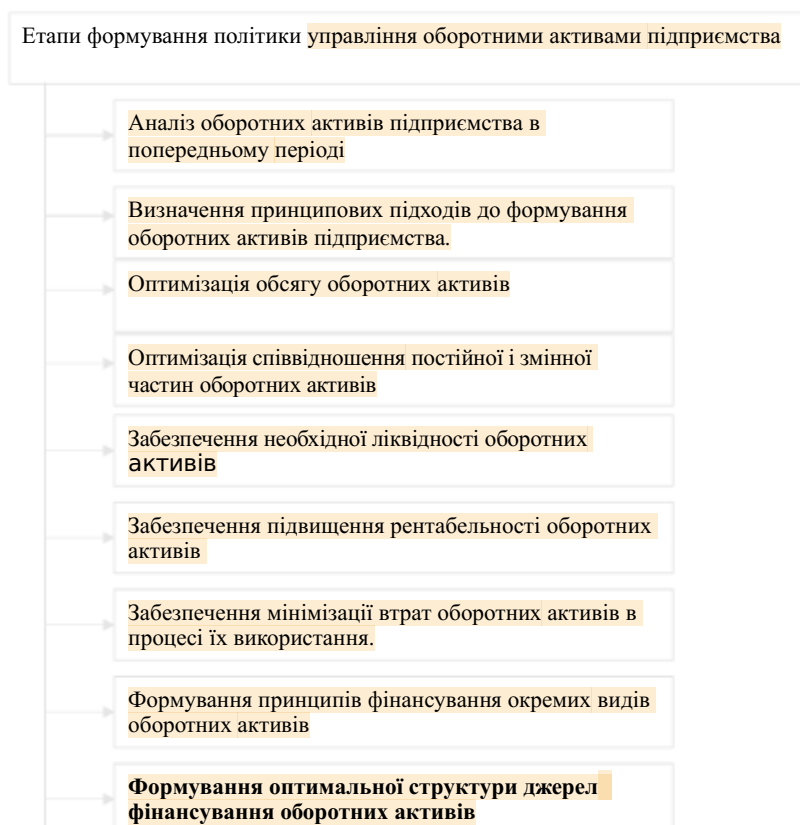 Етапи формування політики управління оборотними активами підприємства
Аналіз оборотних активів підприємства в
попередньому періоді
Визначення принципових підходів до формування
оборотних активів підприємства.
Оптимізація обсягу оборотних активів
Оптимізація співвідношення постійної і змінної
частин оборотних активів
Забезпечення необхідної ліквідності оборотних
активів
Забезпечення підвищення рентабельності оборотних
активів
Забезпечення мінімізації втрат оборотних активів в
процесі їх використання.
Формування принципів фінансування окремих видів
оборотних активів
Формування оптимальної структури джерел
фінансування оборотних активів